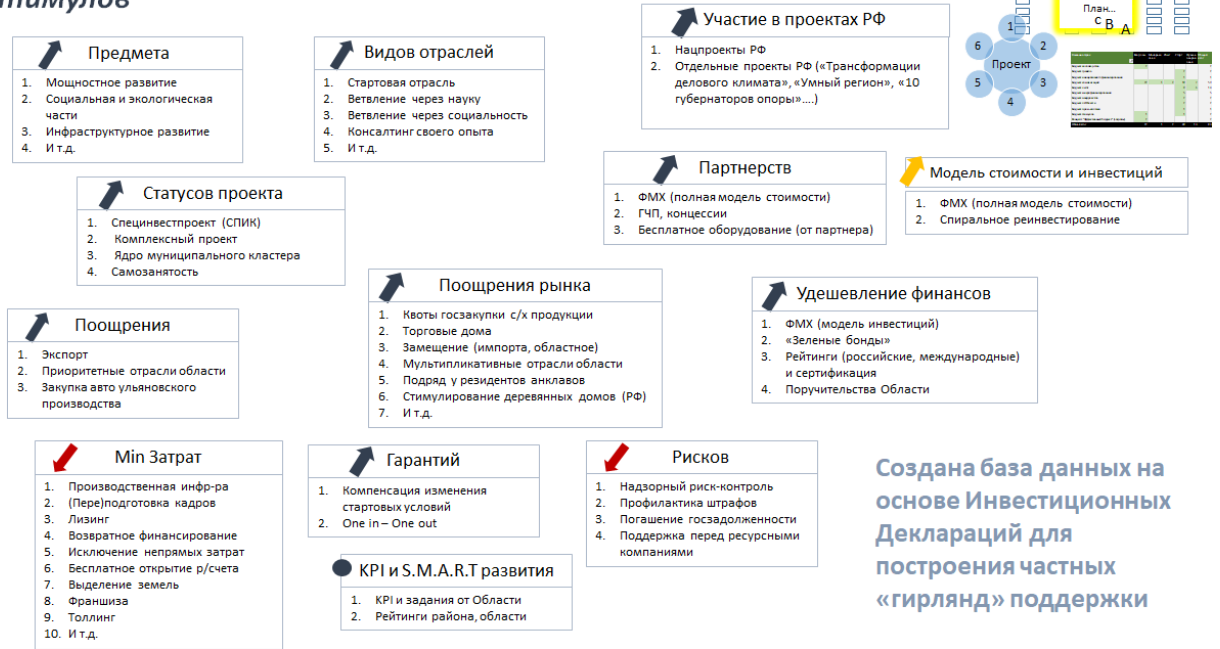 План...
С В А
Участие в проектах РФ
1. Нацпроекты РФ
2. Отдельные проекты РФ («Трансформации
делового климата», «Умный регион», «10
губернаторов опоры»....)
1
6
2
Проект
5
3
4
Предмета
1. Мощностное развитие
2. Социальная и экологическая
части
3. Инфраструктурное развитие
4. И т.д.
Видов отраслей
1. Стартовая отрасль
2. Ветвление через науку
3. Ветвление через социальность
4. Консалтинг своего опыта
5. И т.д.
Статусов проекта
1. Специнвестпроект (СПИК)
2. Комплексный проект
3. Ядро муниципального кластера
4. Самозанятость
Партнерств
1. ФМХ (полная модель стоимости)
2. ГЧП, концессии
3. Бесплатное оборудование (от партнера)
Модель стоимости и инвестиций
1. ФМХ (полная модель стоимости)
2. Спиральное реинвестирование
Поощрения
1. Экспорт
2. Приоритетные отрасли области
3. Закупка авто ульяновского
производства
Поощрения рынка
1. Квоты госзакупки с/х продукции
2. Торговые дома
3. Замещение (импорта, областное)
4. Мультипликативные отрасли области
5. Подряд у резидентов анклавов
6. Стимулирование деревянных домов (РФ)
7. И т.д.
Удешевление финансов
1. ФМХ (модель инвестиций)
2. «Зеленые бонды»
3. Рейтинги (российские, международные)
и сертификация
4. Поручительства Области
Min Затрат
1. Производственная инфр-ра
2. (Пере)подготовка кадров
3. Лизинг
4. Возвратное финансирование
5. Исключение непрямых затрат
6. Бесплатное открытие р/счета
7. Выделение земель
8. Франшиза
9. Толлинг
10. И т.д.
Гарантий
1. Компенсация изменения
стартовых условий
2. One in – One out
KPI и S.M.A.R.T развития
1. KPI и задания от Области
2. Рейтинги района, области
Рисков
1. Надзорный риск-контроль
2. Профилактика штрафов
3. Погашение госзадолженности
4. Поддержка перед ресурсными
компаниями
Создана база данных на
основе Инвестиционных
Деклараций для
построения частных
«гирлянд» поддержки